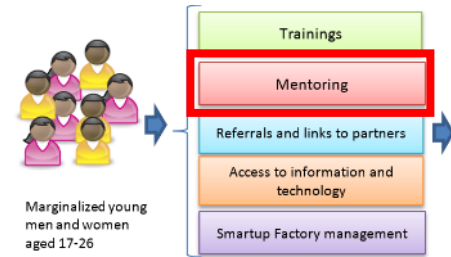 Trainings
Mentoring
Referrals and links to partners
Access to information and
technology
Smartup Factory management
Marginalized young
men and women
aged 17-26